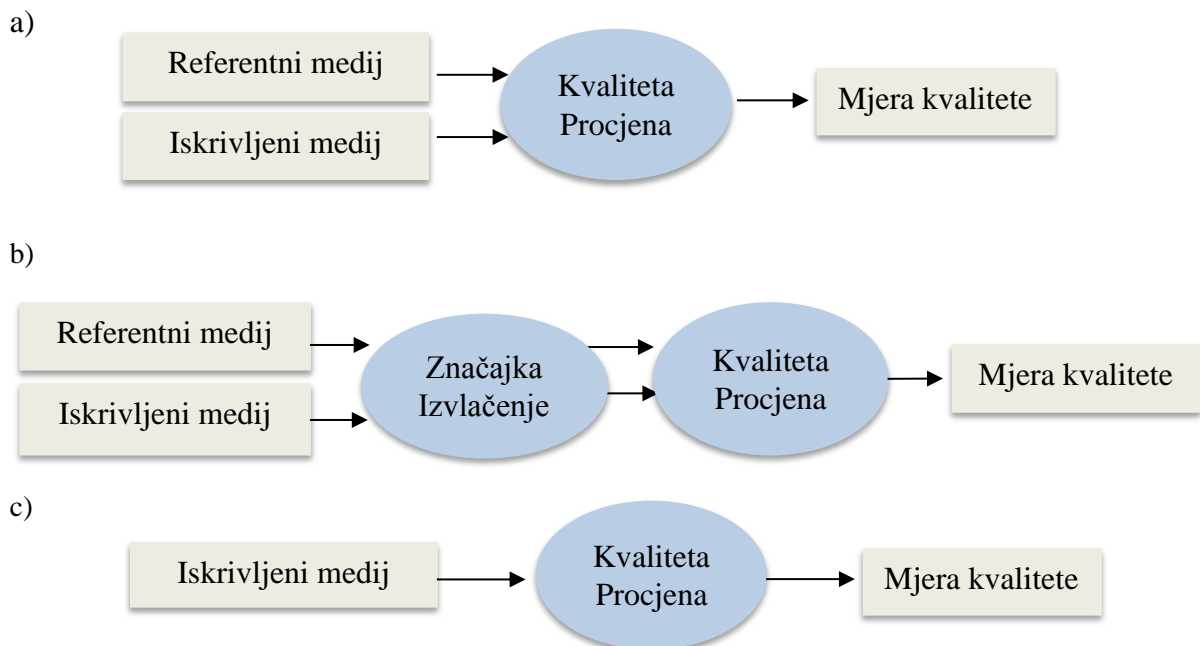 a)
Referentni medij
Iskrivljeni medij
Kvaliteta
Procjena
Mjera kvalitete
b)
Referentni medij
Iskrivljeni medij
Značajka
Izvlačenje
Kvaliteta
Procjena
Mjera kvalitete
c)
Iskrivljeni medij
Kvaliteta
Procjena
Mjera kvalitete